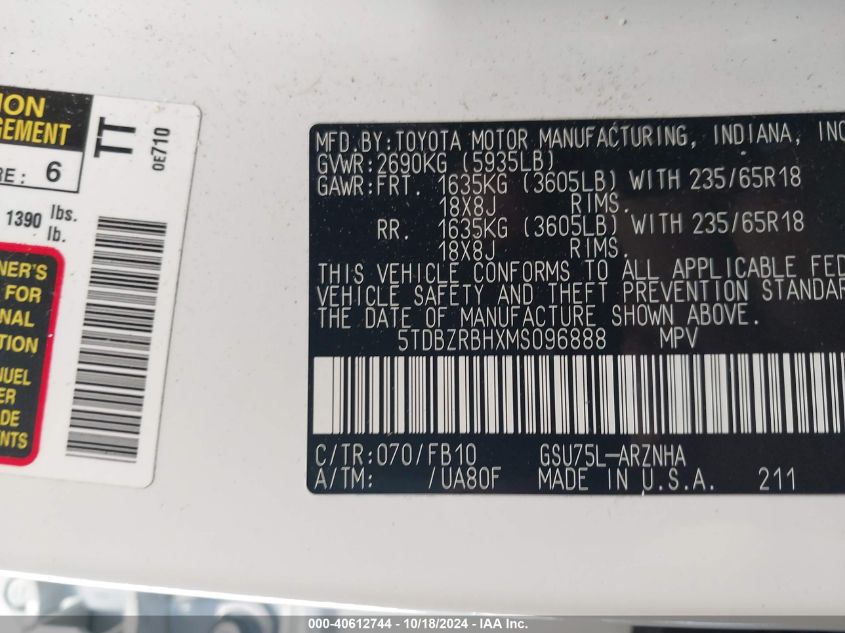 ION
GEMENT
RE: 6
1390 lbs.
lb.
NER'S
FOR
NAL
TION
NUEL
ER
DE
NTS
TT
0E710
MFD.BY:TOYOTA MOTOR MANUFACTURING, INDIANA, INC
GVWR:2690KG (5935LB)
GAWR:FRT. 1635KG (3605LB) WITH 235/65R18
18X8J RIMS.
RR. 1635KG (3605LB) WITH 235/65R18
18X8J RIMS.
THIS VEHICLE CONFORMS TO ALL APPLICABLE FED
VEHICLE SAFETY AND THEFT PREVENTION STANDAR
THE DATE OF MANUFACTURE SHOWN ABOVE.
5TDBZRBHXMS096888 MPV
C/TR:070/FB10 GSU75L-ARZNHA
A/TM: /UA80F MADE IN U.S.A. 211
000-40612744 - 10/18/2024 - IAA Inc.